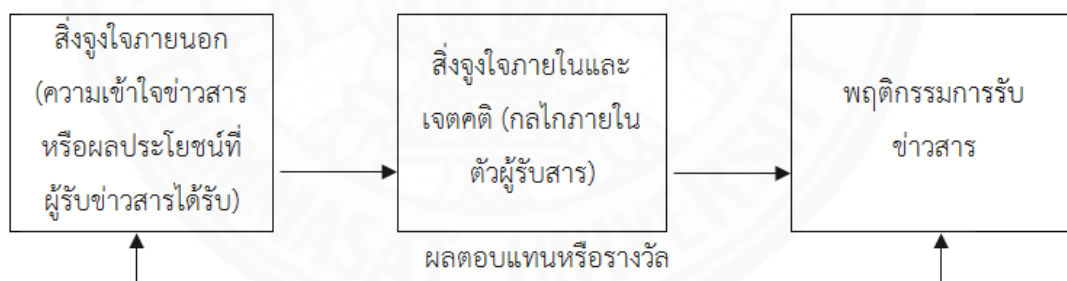 สิ่งจูงใจภายนอก
(ความเข้าใจข่าวสาร
หรือผลประโยชน์ที่
ผู้รับข่าวสารได้รับ)
สิ่งจูงใจภายในและ
เจตคติ (กลไกภายใน
ตัวผู้รับสาร)
พฤติกรรมการรับ
ข่าวสาร
ผลตอบแทนหรือรางวัล